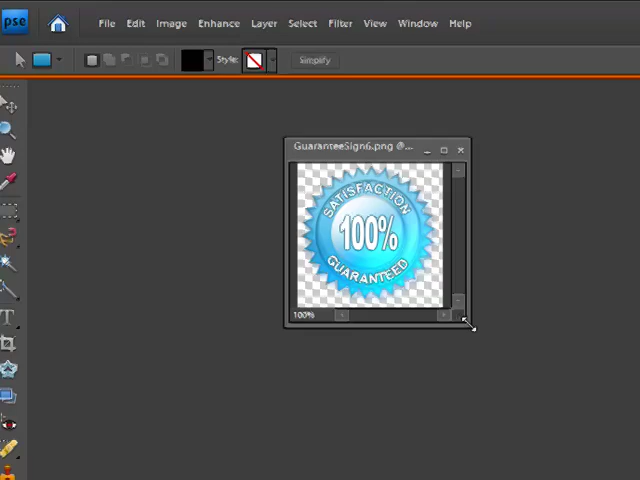 pse File Edit Image Enhance Layer Select Filter View Window Help
Style: Simplify
GuaranteeSign6.png @...
SATISFACTION
100%
GUARANTEED
100%
T